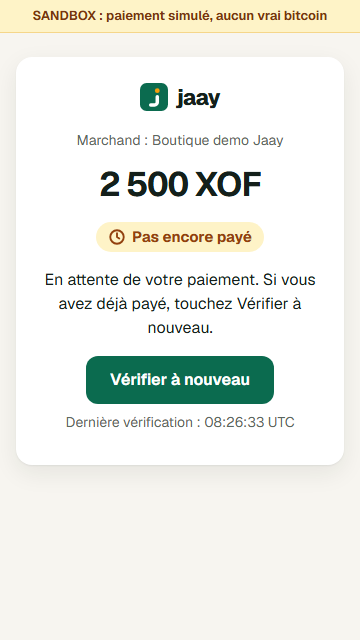 SANDBOX : paiement simulé, aucun vrai bitcoin
jaay
Marchand : Boutique demo Jaay
2 500 XOF
Pas encore payé
En attente de votre paiement. Si vous
avez déjà payé, touchez Vérifier à
nouveau.
Vérifier à nouveau
Dernière vérification : 08:26:33 UTC